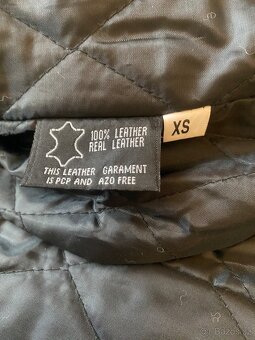 100% LEATHER
REAL LEATHER
XS
THIS LEATHER GARAMENT
IS PCP AND AZO FREE